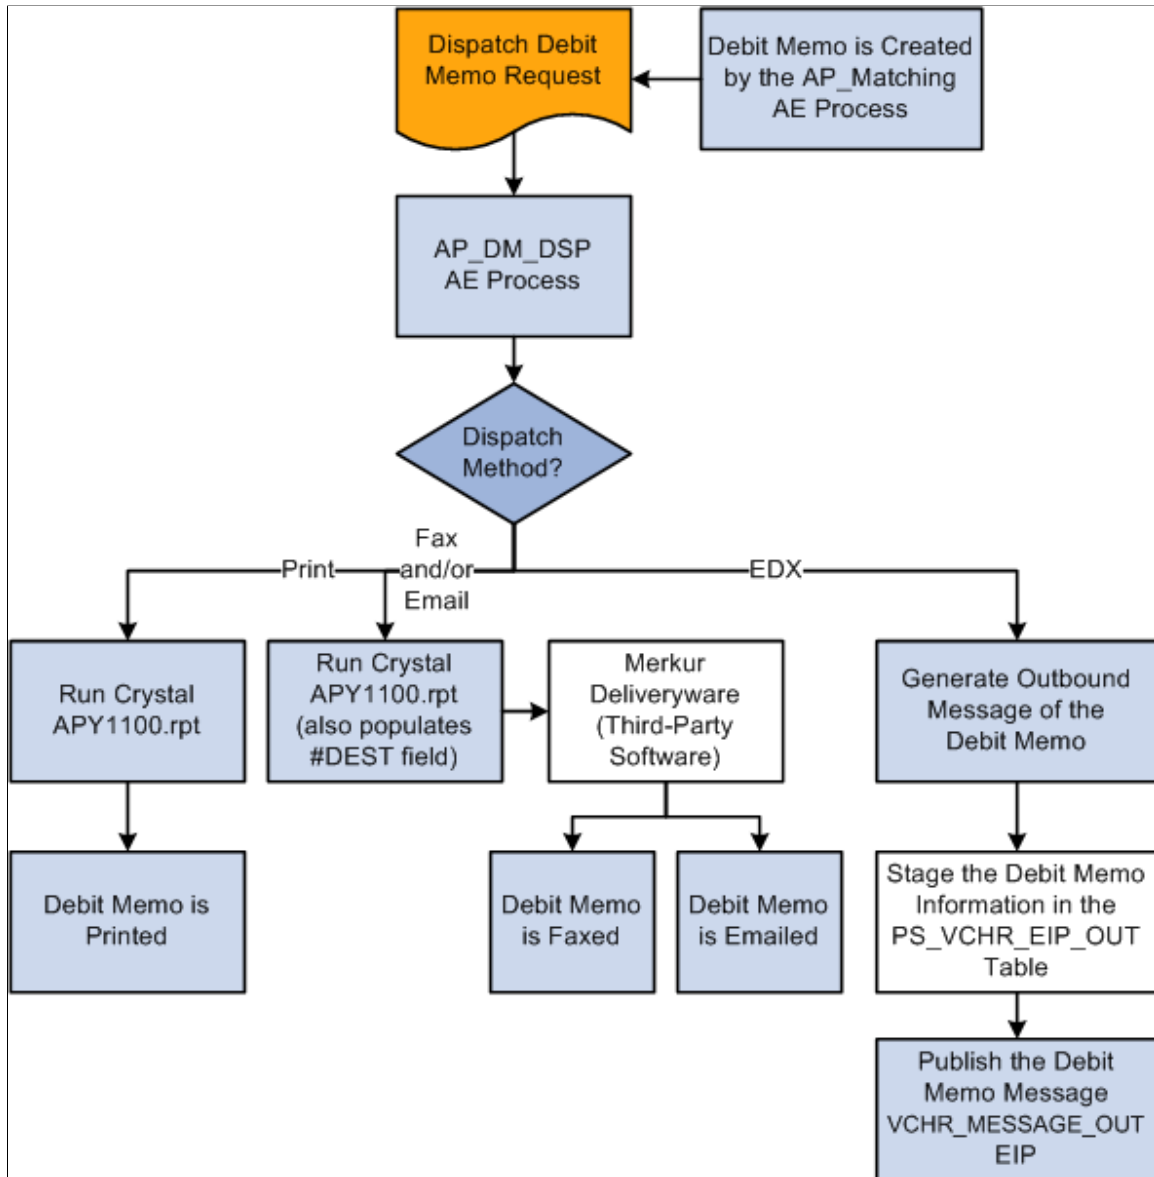 Dispatch Debit
Memo Request
Debit Memo is Created
by the AP_Matching
AE Process
AP_DM_DSP
AE Process
Dispatch
Method?
Print
Fax
and/or
Email
EDX
Run Crystal
APY1100.rpt
Run Crystal
APY1100.rpt
(also populates
#DEST field)
Merkur
Deliveryware
(Third-Party
Software)
Generate Outbound
Message of the
Debit Memo
Debit Memo is
Printed
Debit Memo
is Faxed
Debit Memo
is Emailed
Stage the Debit Memo
Information in the
PS_VCHR_EIP_OUT
Table
Publish the Debit
Memo Message
VCHR_MESSAGE_OUT
EIP